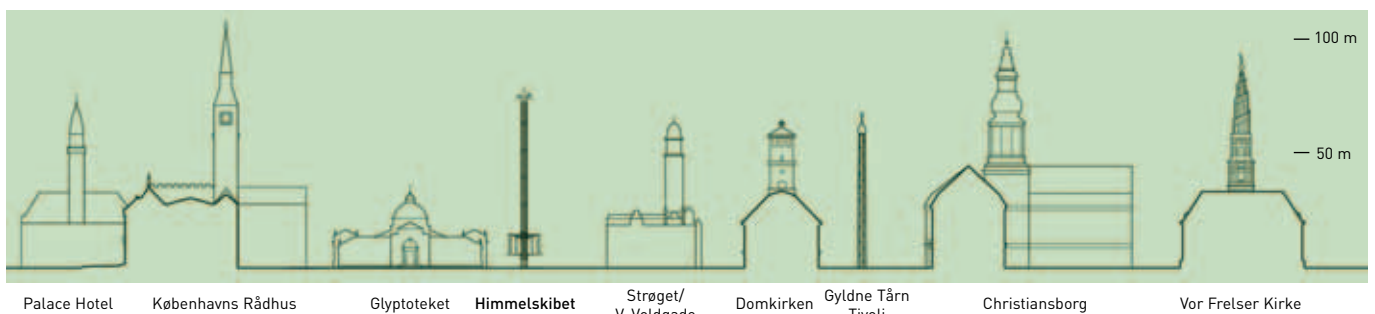 — 100 m
— 50 m
Palace Hotel
Københavns Rådhus
Glyptoteket
Himmelskibet
Strøget/
V. Voldgade
Domkirken
Gyldne Tårn
Tivoli
Christiansborg
Vor Frelser Kirke